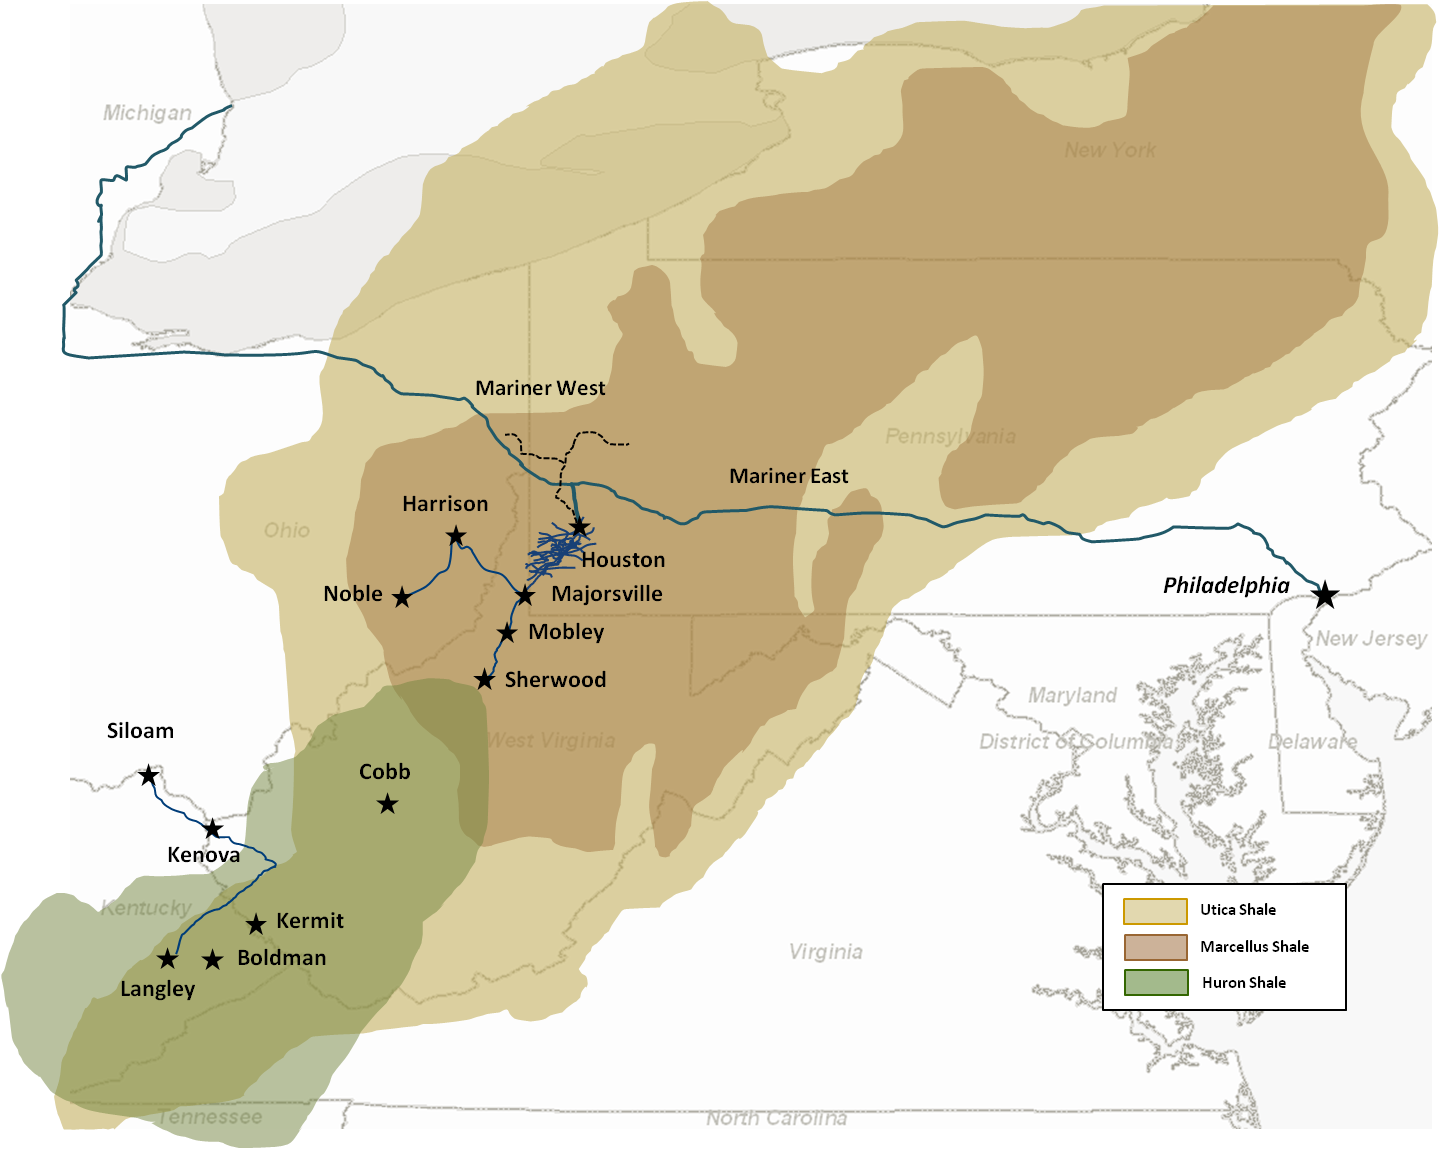 Michigan
New York
Mariner West
Pennsylvania
Mariner East
Harrison
Ohio
Houston
Philadelphia
Noble
Majorsville
Mobley
New Jersey
Sherwood
Maryland
Siloam
West Virginia
District of Columbia
Delaware
Cobb
Kenova
Kentucky
Utica Shale
Kermit
Marcellus Shale
Virginia
Boldman
Huron Shale
Langley
Tennessee
North Carolina